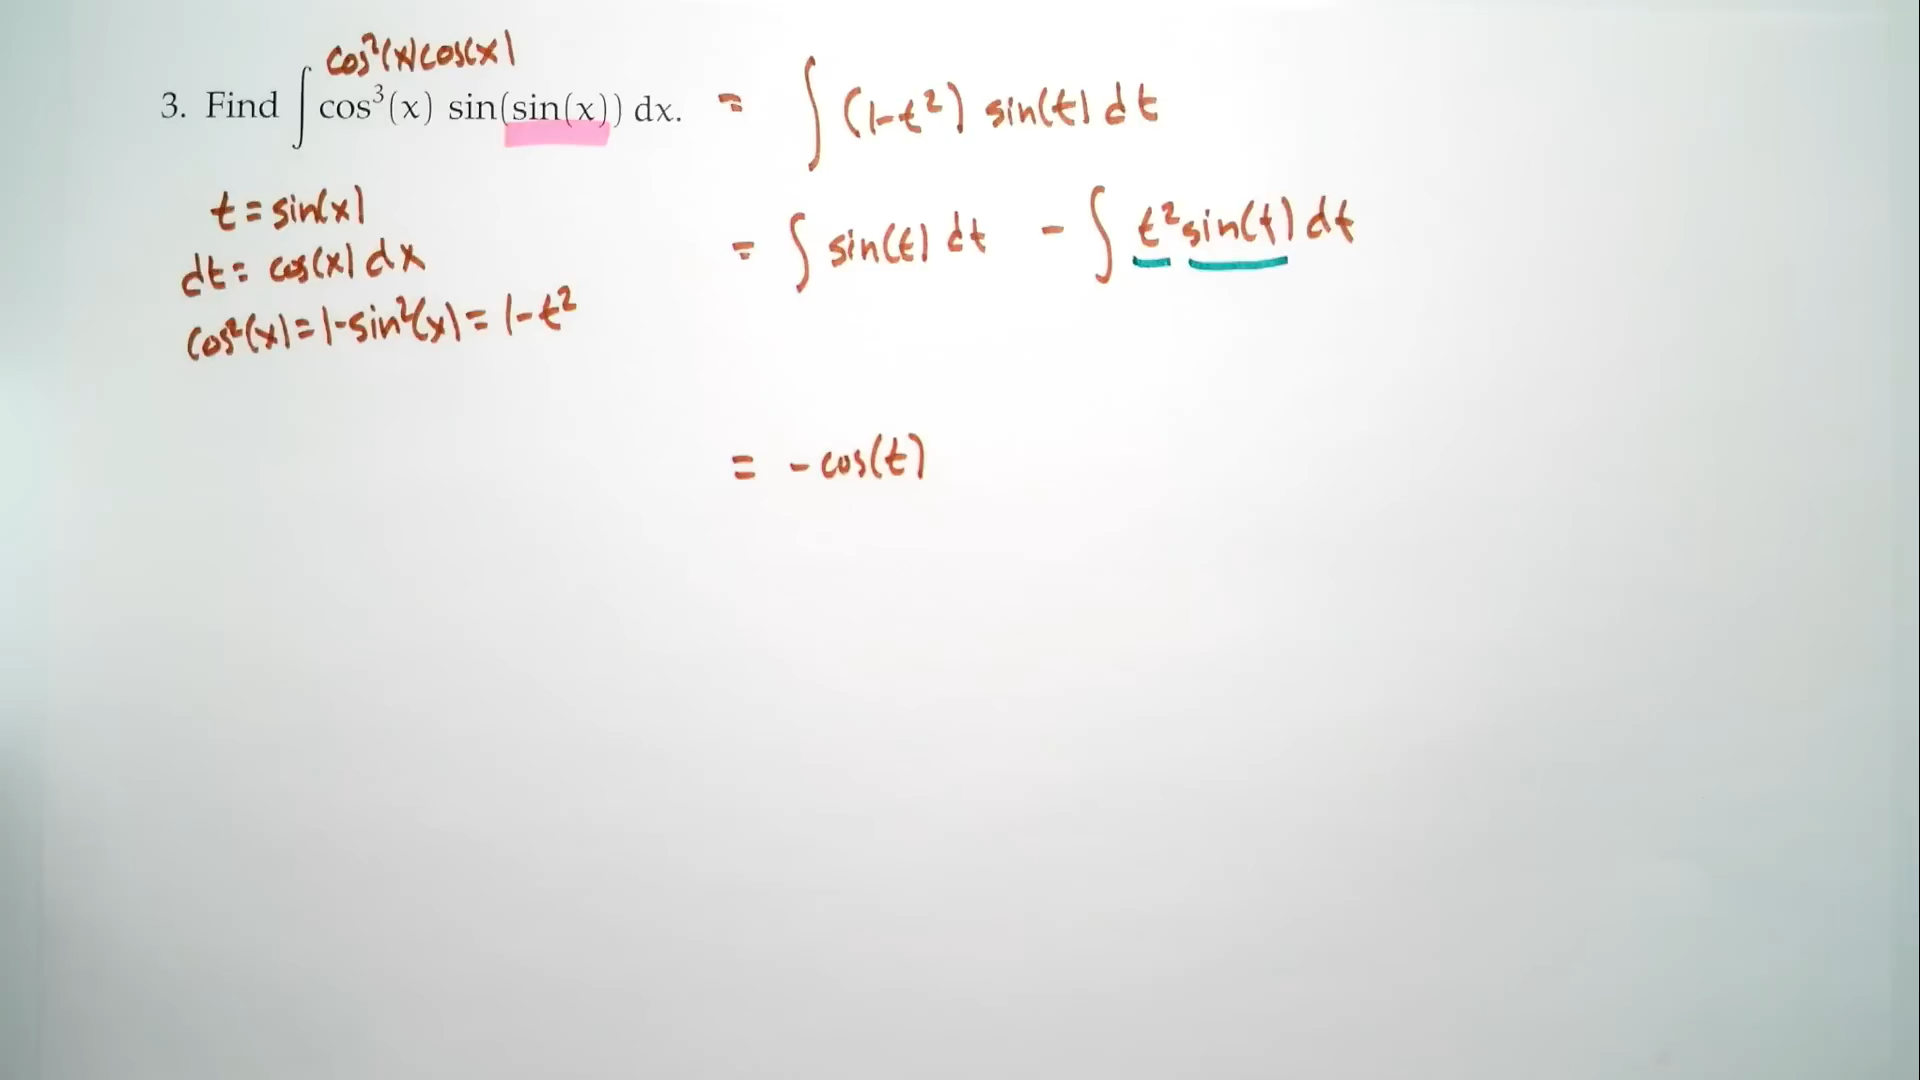 cos²(x)cos(x)
3. Find ∫ cos³(x) sin(sin(x)) dx. = ∫ (1-t²) sin(t) dt
t = sin(x)
= ∫ sin(t) dt - ∫ t² sin(t) dt
dt = cos(x) dx
cos²(x) = 1-sin²(x) = 1-t²
= -cos(t)